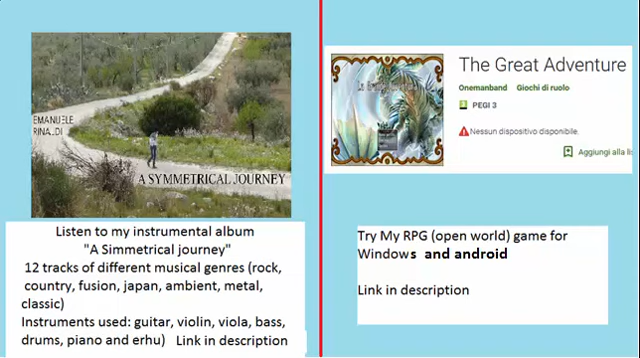 EMANUELE
RINALDI
A SYMMETRICAL JOURNEY
Listen to my instrumental album
"A Simmetrical journey"
12 tracks of different musical genres (rock,
country, fusion, japan, ambient, metal,
classic)
Instruments used: guitar, violin, viola, bass,
drums, piano and erhu) Link in description
The Great Adventure
Onemanband Giochi di ruolo
PEGI 3
Nessun dispositivo disponibile.
Aggiungi alla lis
Try My RPG (open world) game for
Windows and android
Link in description